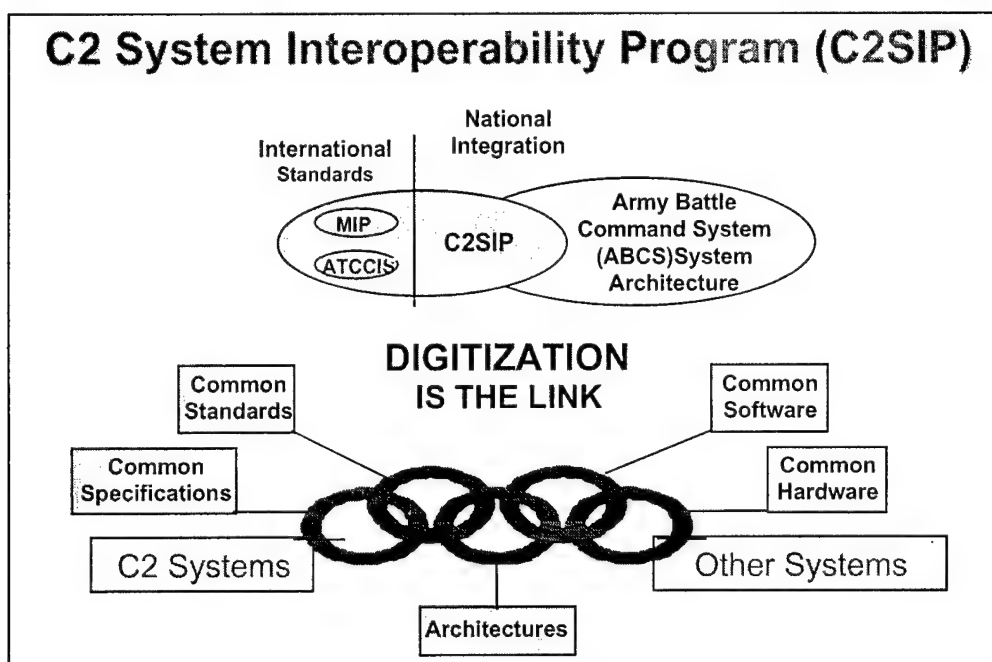 C2 System Interoperability Program (C2SIP)
National
Integration
International
Standards
MIP
ATCCIS
C2SIP
Army Battle
Command System
(ABCS)System
Architecture
DIGITIZATION
IS THE LINK
Common
Standards
Common
Software
Common
Specifications
Common
Hardware
C2 Systems
Other Systems
Architectures